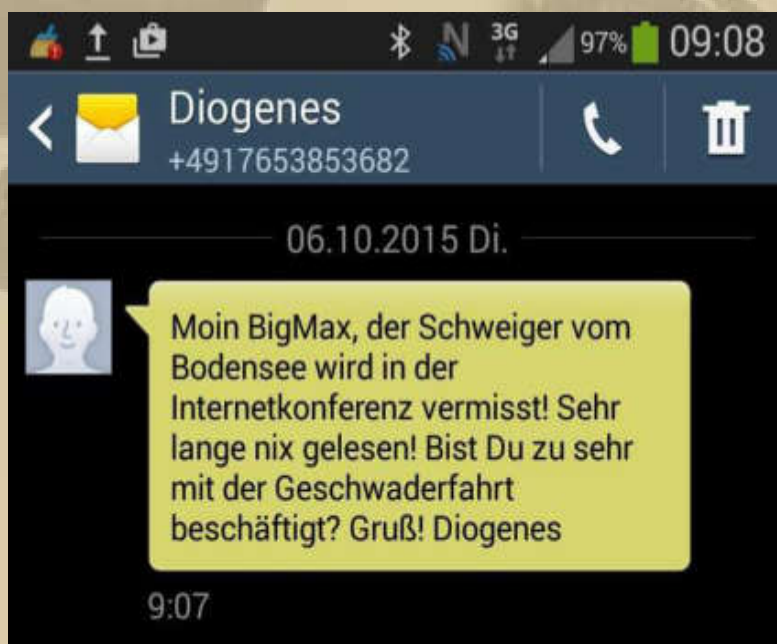 3G 97% 09:08
Diogenes
+4917653853682
06.10.2015 Di.
Moin BigMax, der Schweiger vom
Bodensee wird in der
Internetkonferenz vermisst! Sehr
lange nix gelesen! Bist Du zu sehr
mit der Geschwaderfahrt
beschäftigt? Gruß! Diogenes
9:07